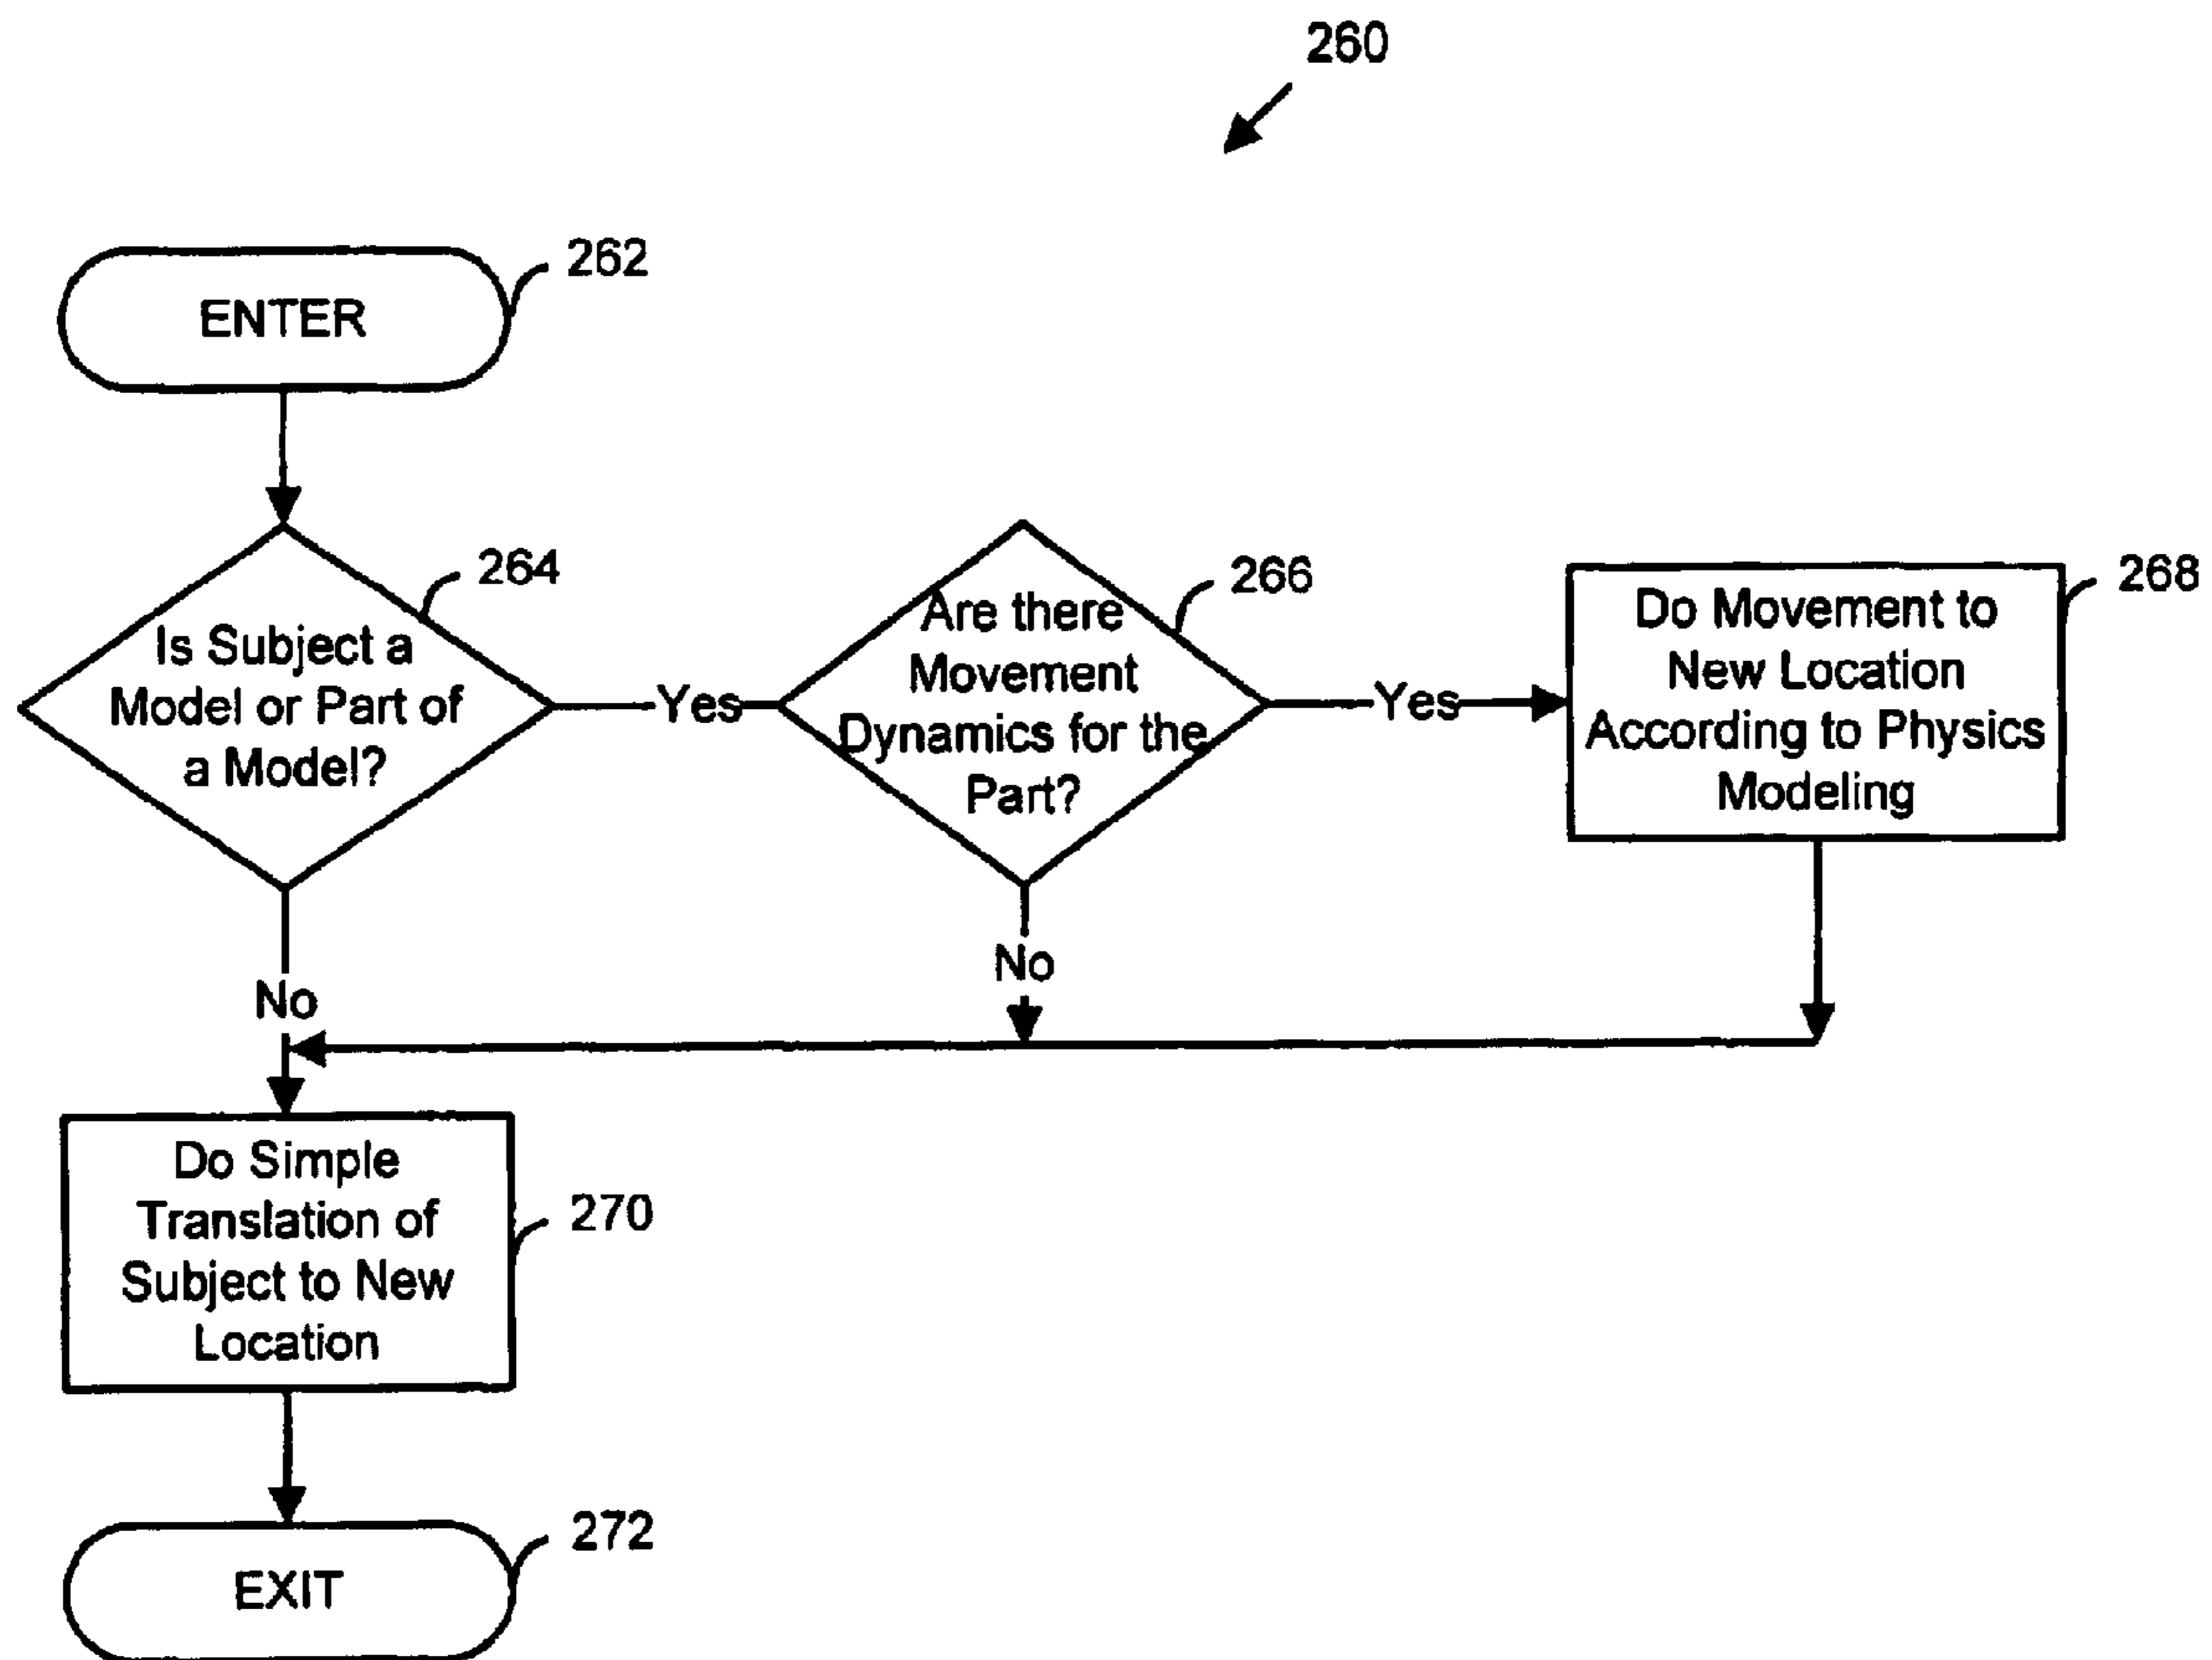 260
262
ENTER
264
Is Subject a
Model or Part of
a Model?
Yes
266
Are there
Movement
Dynamics for the
Part?
Yes
268
Do Movement to
New Location
According to Physics
Modeling
No
No
270
Do Simple
Translation of
Subject to New
Location
272
EXIT